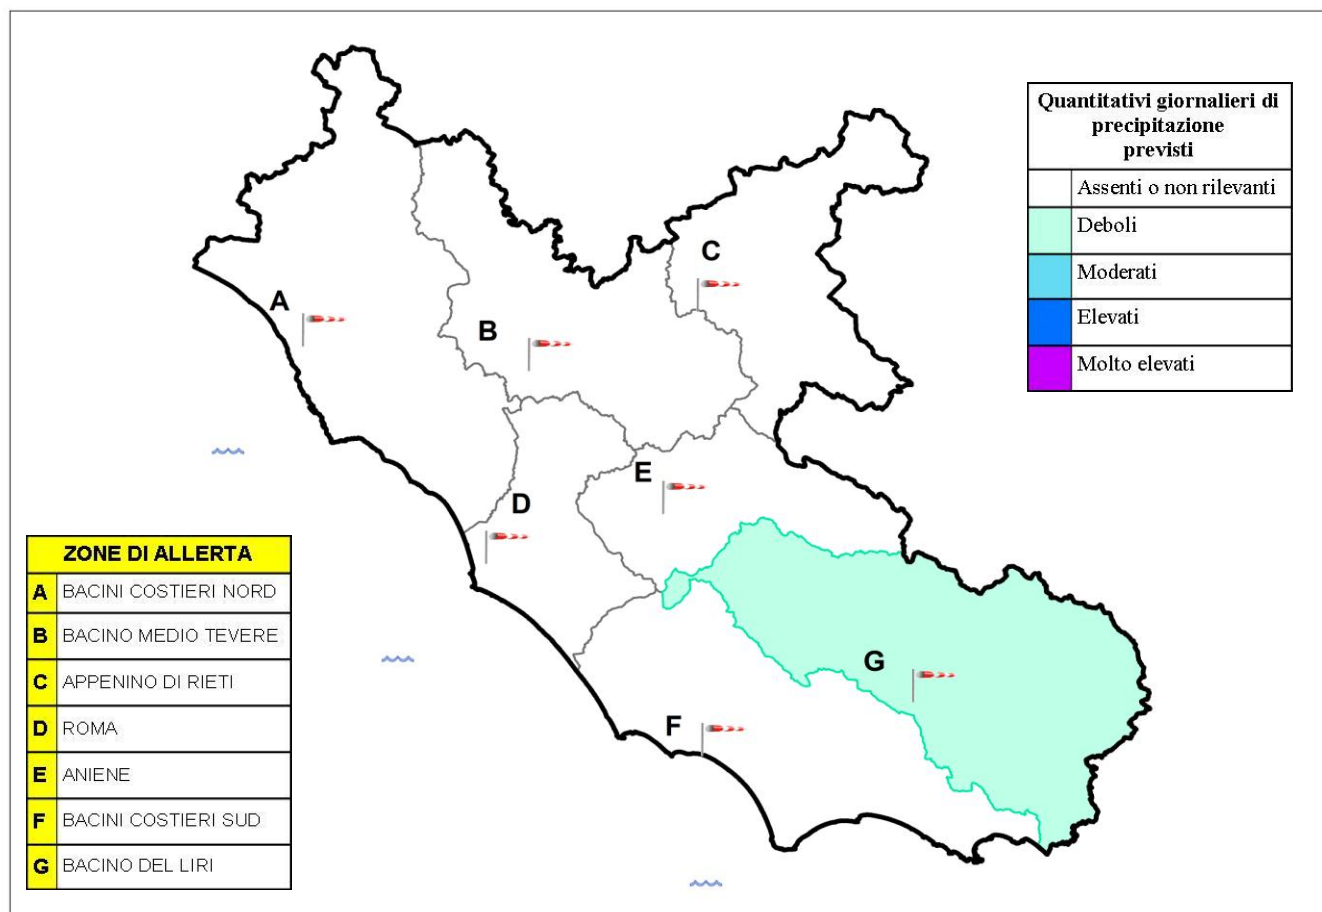 Quantitativi giornalieri di
precipitazione
previsti
Assenti o non rilevanti
Deboli
Moderati
Elevati
Molto elevati
A
B
C
D
E
F
G
ZONE DI ALLERTA
A BACINI COSTIERI NORD
B BACINO MEDIO TEVERE
C APPENINO DI RIETI
D ROMA
E ANIENE
F BACINI COSTIERI SUD
G BACINO DEL LIRI